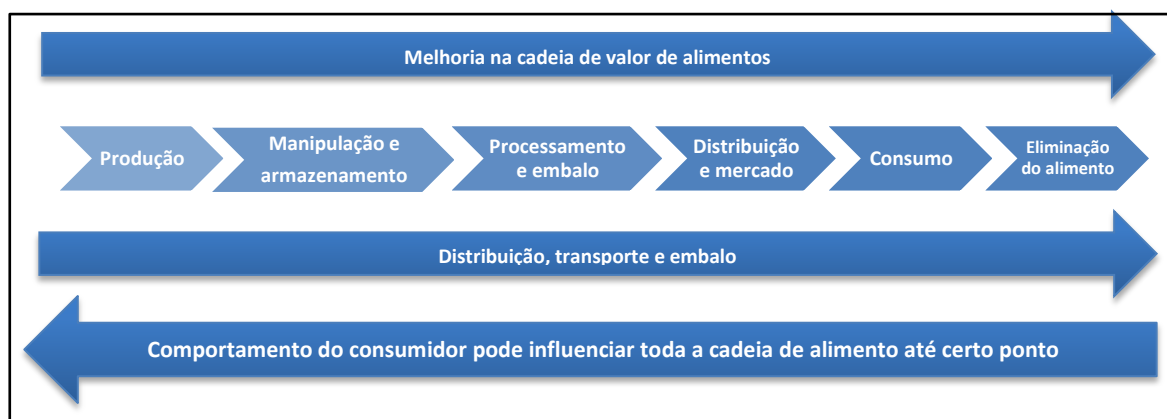 Melhoria na cadeia de valor de alimentos
Produção
Manipulação e
armazenamento
Processamento
e embalo
Distribuição
e mercado
Consumo
Eliminação
do alimento
Distribuição, transporte e embalo
Comportamento do consumidor pode influenciar toda a cadeia de alimento até certo ponto